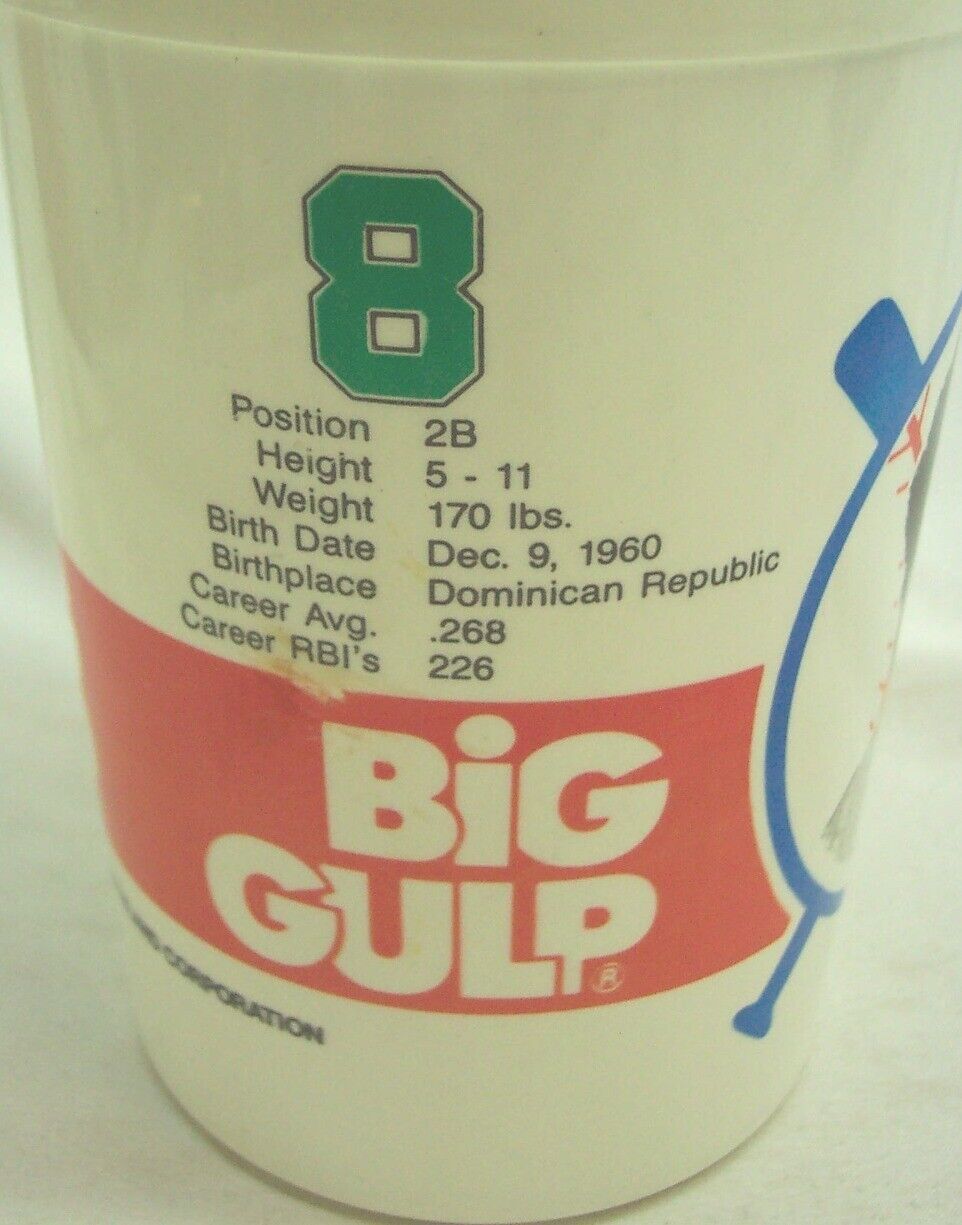 8
Position 2B
Height 5 - 11
Weight 170 lbs.
Birth Date Dec. 9, 1960
Birthplace Dominican Republic
Career Avg. .268
Career RBI's 226
BiG
GULP®
CORPORATION